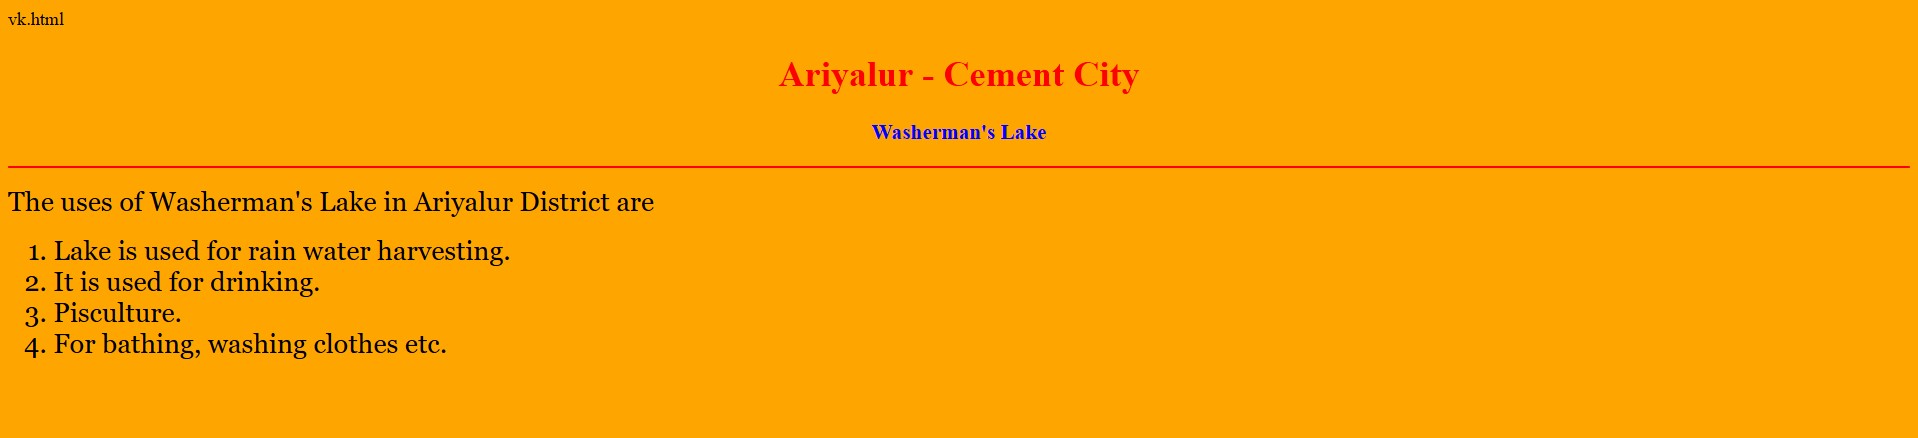 vk.html
Ariyalur - Cement City
Washerman's Lake
The uses of Washerman's Lake in Ariyalur District are
1. Lake is used for rain water harvesting.
2. It is used for drinking.
3. Pisculture.
4. For bathing, washing clothes etc.